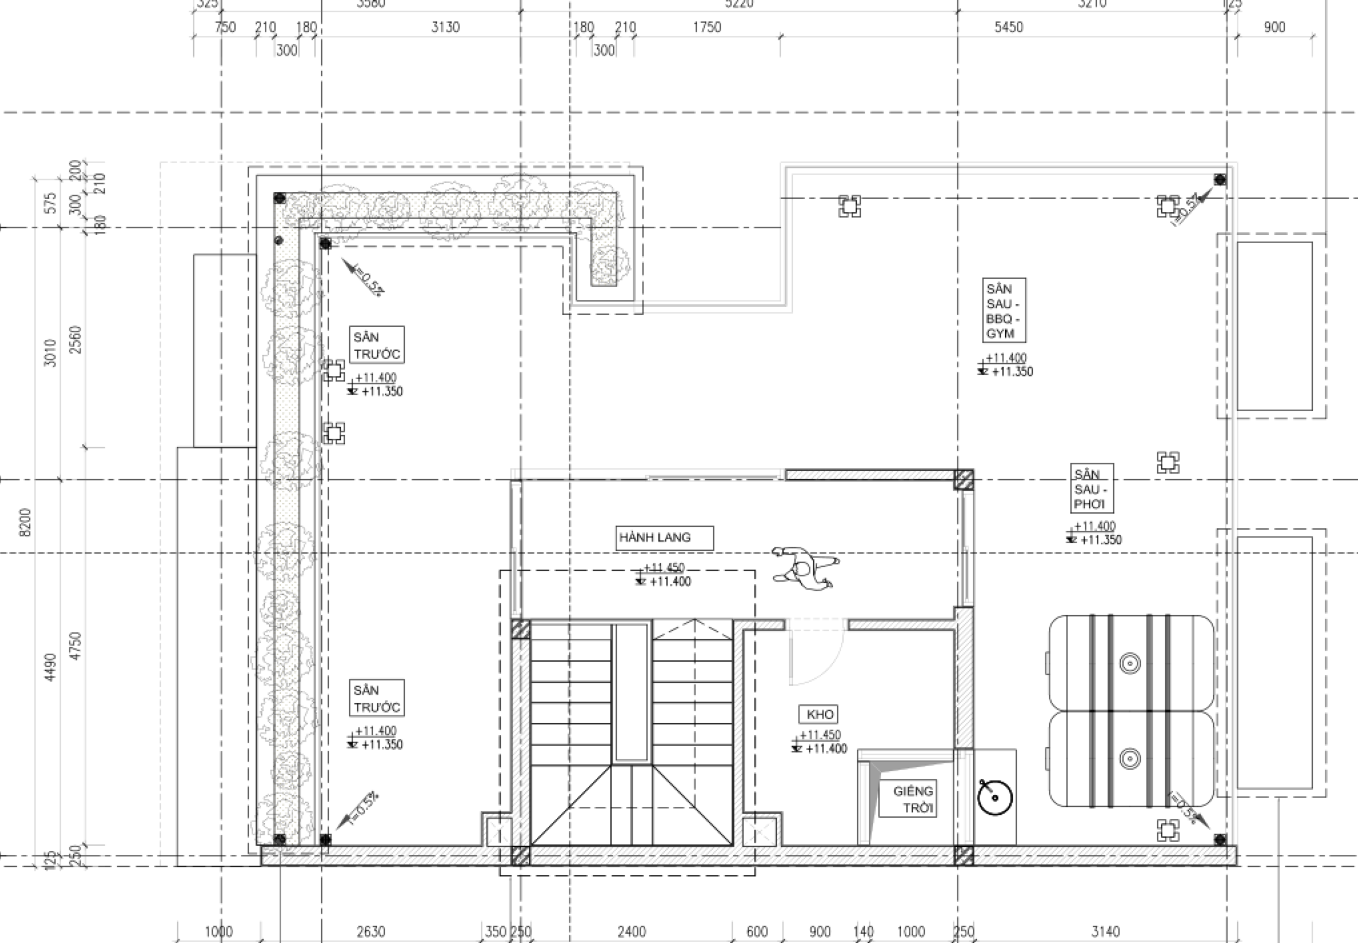 325 3580 5220 3210 125
750 210 180 3130 180 210 1750 5450 900
300 300
200
210
575
300
180
i=0.5%
i=0.5%
SÂN
SAU -
BBQ -
GYM
+11.400
+11.350
SÂN
TRƯỚC
+11.400
+11.350
3010
2560
SÂN
SAU -
PHƠI
+11.400
+11.350
8200
HÀNH LANG
+11.450
+11.400
4490
4750
SÂN
TRƯỚC
+11.400
+11.350
KHO
+11.450
+11.400
GIẾNG
TRỜI
i=0.5%
i=0.5%
125
250
1000 2630 350 250 2400 600 900 140 1000 250 3140